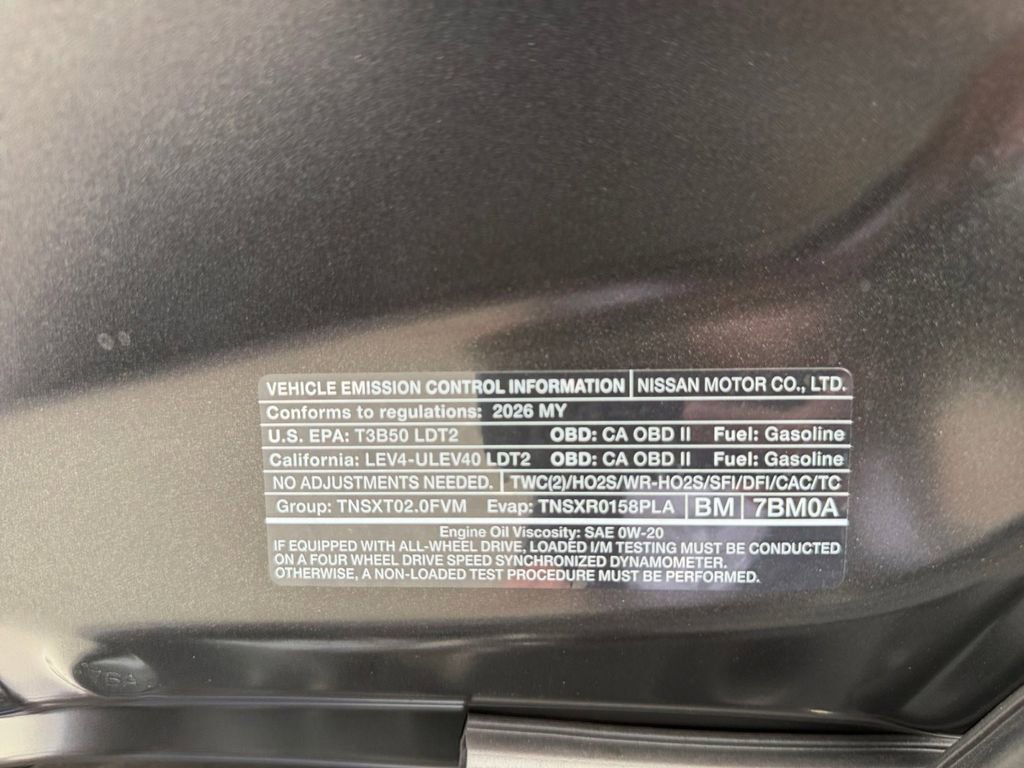 VEHICLE EMISSION CONTROL INFORMATION NISSAN MOTOR CO., LTD.
Conforms to regulations: 2026 MY
U.S. EPA: T3B50 LDT2 OBD: CA OBD II Fuel: Gasoline
California: LEV4-ULEV40 LDT2 OBD: CA OBD II Fuel: Gasoline
NO ADJUSTMENTS NEEDED. TWC(2)/HO2S/WR-HO2S/SFI/DFI/CAC/TC
Group: TNSXT02.0FVM Evap: TNSXR0158PLA BM 7BM0A
Engine Oil Viscosity: SAE 0W-20
IF EQUIPPED WITH ALL-WHEEL DRIVE, LOADED I/M TESTING MUST BE CONDUCTED
ON A FOUR WHEEL DRIVE SPEED SYNCHRONIZED DYNAMOMETER.
OTHERWISE, A NON-LOADED TEST PROCEDURE MUST BE PERFORMED.